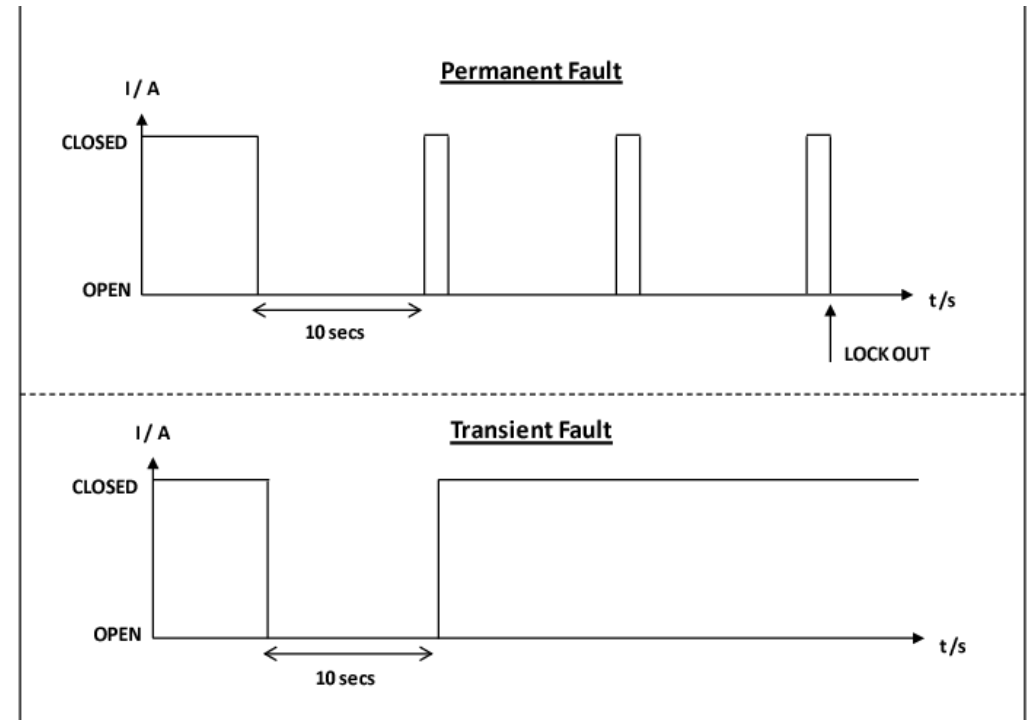 Permanent Fault
I / A
CLOSED
OPEN
t/s
10 secs
LOCK OUT
Transient Fault
I / A
CLOSED
OPEN
t/s
10 secs